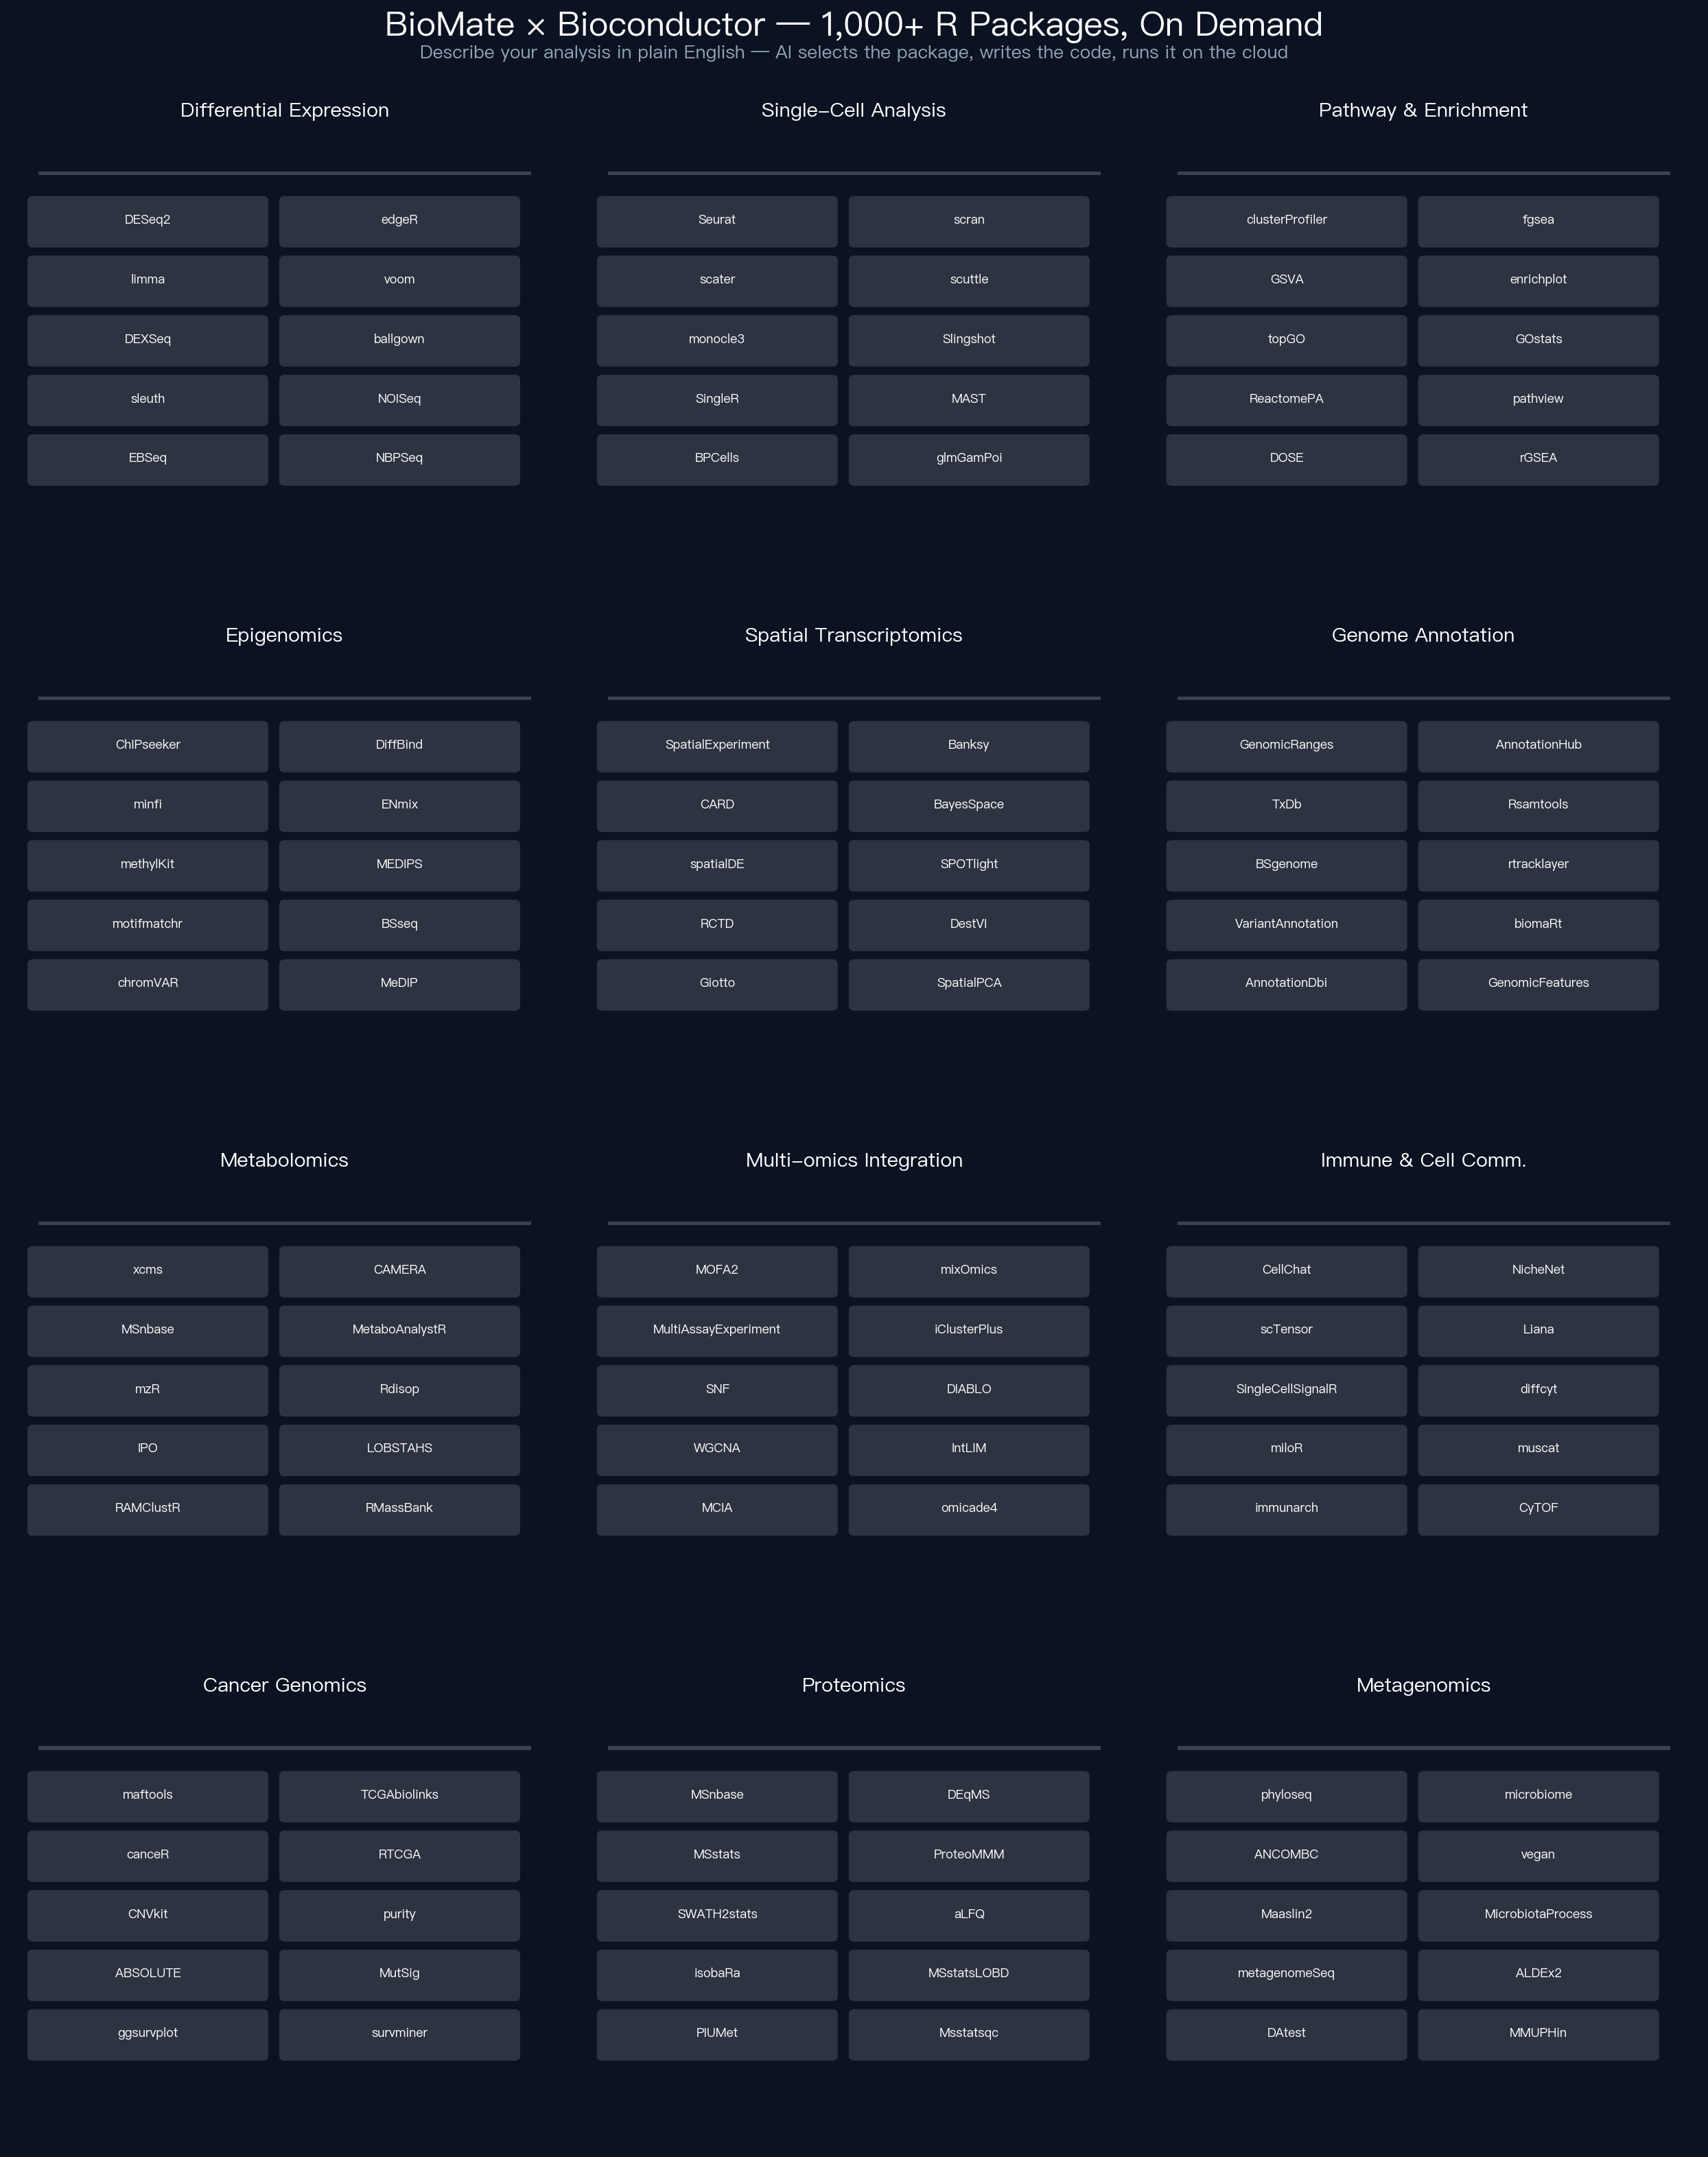 BioMate × Bioconductor — 1,000+ R Packages, On Demand
Describe your analysis in plain English — AI selects the package, writes the code, runs it on the cloud
Differential Expression
DESeq2
edgeR
limma
voom
DEXSeq
ballgown
sleuth
NOISeq
EBSeq
NBPSeq
Single-Cell Analysis
Seurat
scran
scater
scuttle
monocle3
Slingshot
SingleR
MAST
BPCells
glmGamPoi
Pathway & Enrichment
clusterProfiler
fgsea
GSVA
enrichplot
topGO
GOstats
ReactomePA
pathview
DOSE
rGSEA
Epigenomics
ChIPseeker
DiffBind
minfi
ENmix
methylKit
MEDIPS
motifmatchr
BSseq
chromVAR
MeDIP
Spatial Transcriptomics
SpatialExperiment
Banksy
CARD
BayesSpace
spatialDE
SPOTlight
RCTD
DestVI
Giotto
SpatialPCA
Genome Annotation
GenomicRanges
AnnotationHub
TxDb
Rsamtools
BSgenome
rtracklayer
VariantAnnotation
biomaRt
AnnotationDbi
GenomicFeatures
Metabolomics
xcms
CAMERA
MSnbase
MetaboAnalystR
mzR
Rdisop
IPO
LOBSTAHS
RAMClustR
RMassBank
Multi-omics Integration
MOFA2
mixOmics
MultiAssayExperiment
iClusterPlus
SNF
DIABLO
WGCNA
IntLIM
MCIA
omicade4
Immune & Cell Comm.
CellChat
NicheNet
scTensor
Liana
SingleCellSignalR
diffcyt
miloR
muscat
immunarch
CyTOF
Cancer Genomics
maftools
TCGAbiolinks
canceR
RTCGA
CNVkit
purity
ABSOLUTE
MutSig
ggsurvplot
survminer
Proteomics
MSnbase
DEqMS
MSstats
ProteoMMM
SWATH2stats
aLFQ
isobaRa
MSstatsLOBD
PIUMet
Msstatsqc
Metagenomics
phyloseq
microbiome
ANCOMBC
vegan
Maaslin2
MicrobiotaProcess
metagenomeSeq
ALDEx2
DAtest
MMUPHin